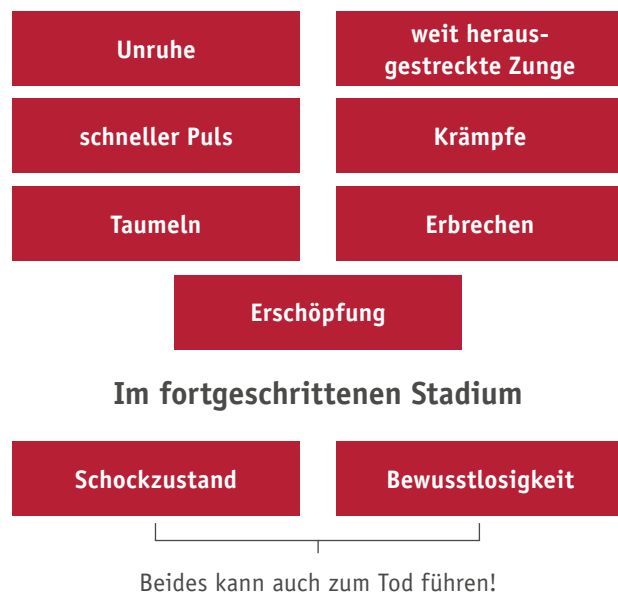 Unruhe
weit heraus-
gestreckte Zunge
schneller Puls
Krämpfe
Taumeln
Erbrechen
Erschöpfung
Im fortgeschrittenen Stadium
Schockzustand
Bewusstlosigkeit
Beides kann auch zum Tod führen!